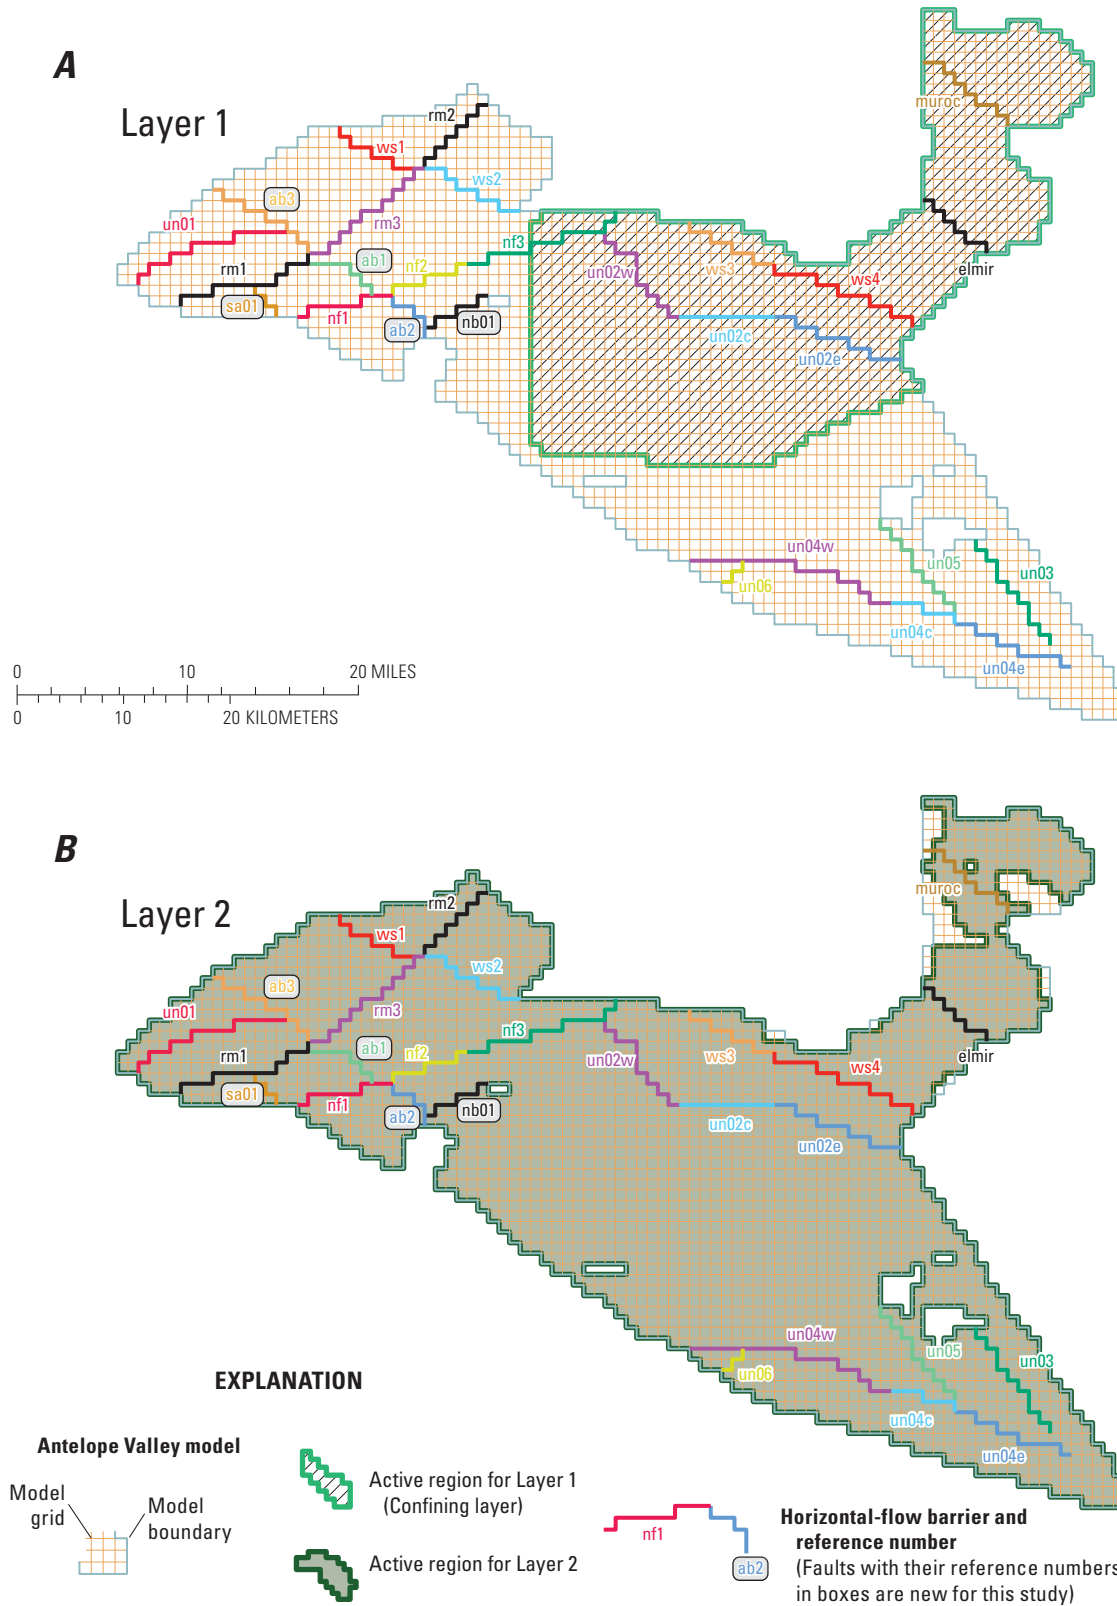 A
Layer 1
rm2
muroc
ws1
ws2
ab3
un01
rm3
nf3
rm1
ab1
nf2
un02w
ws3
ws4
elmir
sa01
nf1
ab2
nb01
un02c
un02e
un04w
un05
un03
un06
un04c
un04e
0 10 20 MILES
0 10 20 KILOMETERS
B
Layer 2
rm2
muroc
ws1
ws2
ab3
un01
rm3
nf3
rm1
ab1
nf2
un02w
ws3
ws4
elmir
sa01
nf1
ab2
nb01
un02c
un02e
un04w
un05
un03
un06
un04c
un04e
EXPLANATION
Antelope Valley model
Model
grid
Model
boundary
Active region for Layer 1
(Confining layer)
Active region for Layer 2
nf1
ab2
Horizontal-flow barrier and
reference number
(Faults with their reference numbers
in boxes are new for this study)